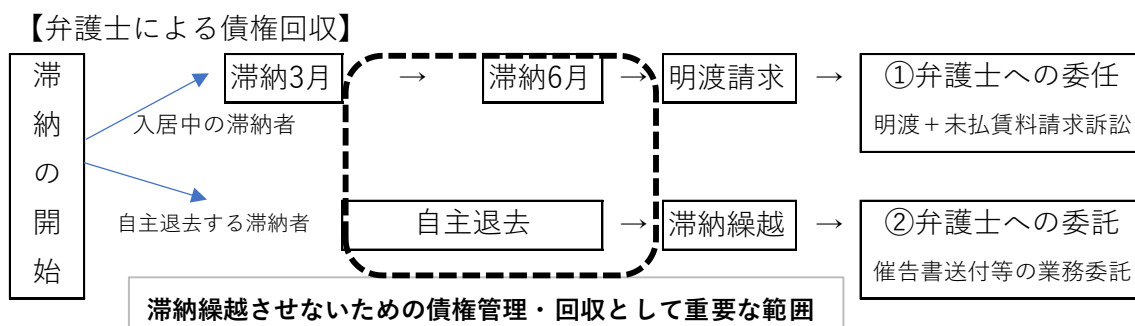 【弁護士による債権回収】
滞納の開始
滞納3月 → 滞納6月 → 明渡請求 → ①弁護士への委任
入居中の滞納者
明渡+未払賃料請求訴訟
自主退去する滞納者
自主退去 → 滞納繰越 → ②弁護士への委託
催告書送付等の業務委託
滞納繰越させないための債権管理・回収として重要な範囲